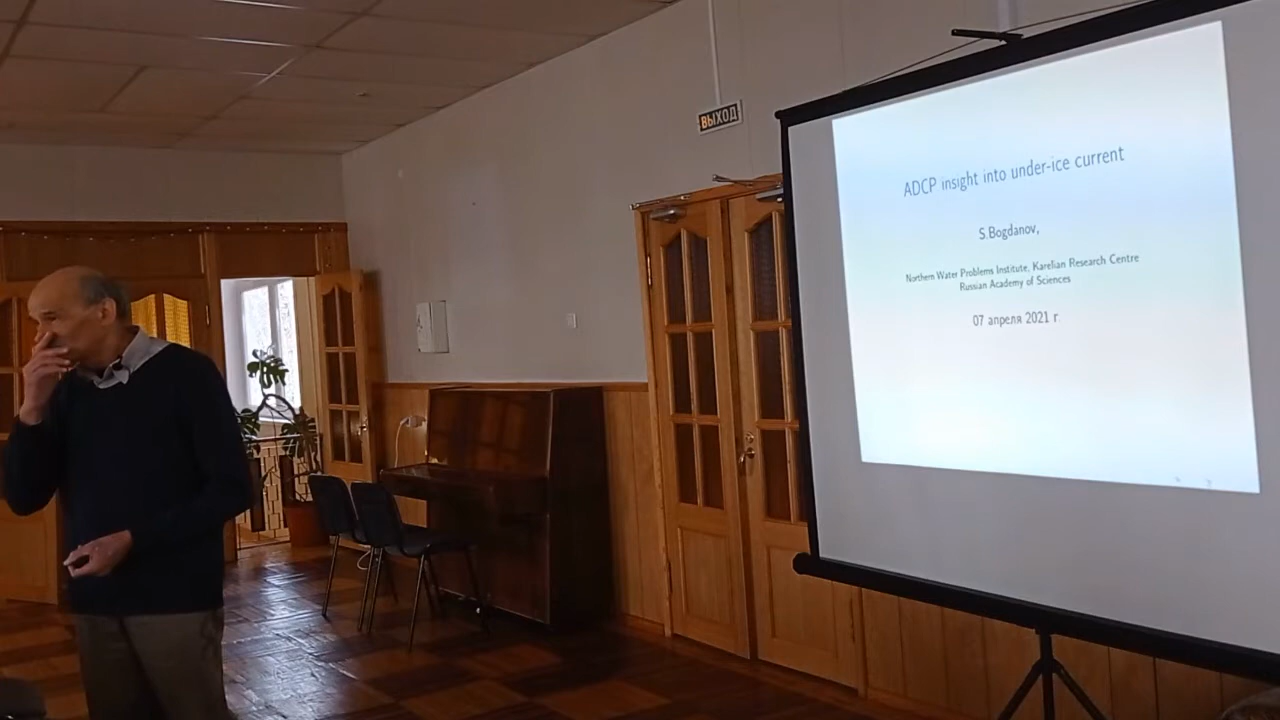 ВЫХОД
ADCP insight into under-ice current
S.Bogdanov,
Northern Water Problems Institute, Karelian Research Centre
Russian Academy of Sciences
07 апреля 2021 г.